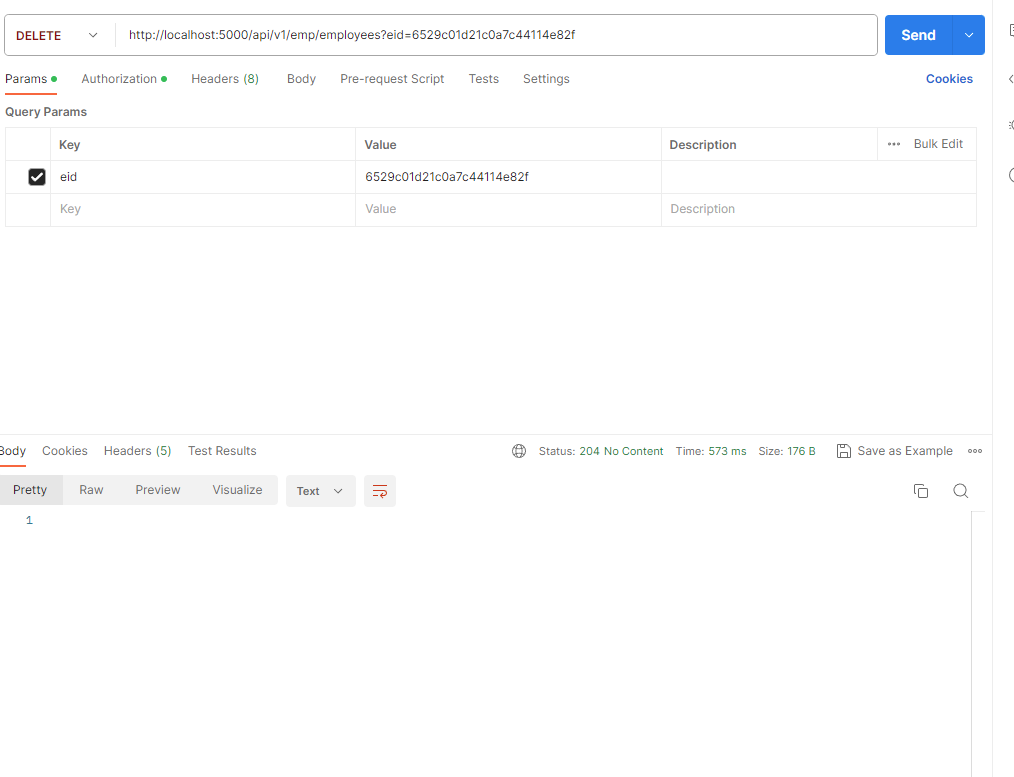 DELETE http://localhost:5000/api/v1/emp/employees?eid=6529c01d21c0a7c44114e82f Send
Params Authorization Headers (8) Body Pre-request Script Tests Settings Cookies
Query Params
Key Value Description ••• Bulk Edit
eid 6529c01d21c0a7c44114e82f
Key Value Description
Body Cookies Headers (5) Test Results Status: 204 No Content Time: 573 ms Size: 176 B Save as Example •••
Pretty Raw Preview Visualize Text
1